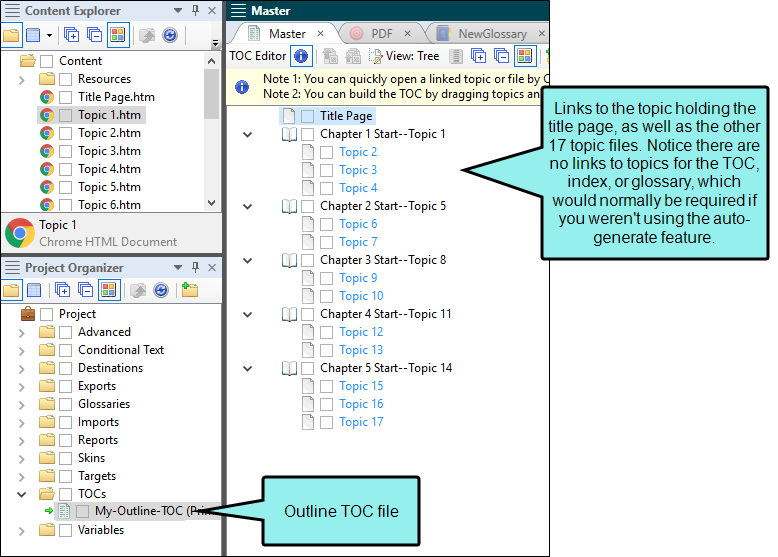 Content Explorer
Content
Resources
Title Page.htm
Topic 1.htm
Topic 2.htm
Topic 3.htm
Topic 4.htm
Topic 5.htm
Topic 6.htm
Topic 1
Chrome HTML Document
Project Organizer
Project
Advanced
Conditional Text
Destinations
Exports
Glossaries
Imports
Reports
Skins
Targets
TOCs
My-Outline-TOC (Prim
Variables
Master
Master
PDF
NewGlossary
TOC Editor
View: Tree
Note 1: You can quickly open a linked topic or file by C
Note 2: You can build the TOC by dragging topics an
Title Page
Chapter 1 Start--Topic 1
Topic 2
Topic 3
Topic 4
Chapter 2 Start--Topic 5
Topic 6
Topic 7
Chapter 3 Start--Topic 8
Topic 9
Topic 10
Chapter 4 Start--Topic 11
Topic 12
Topic 13
Chapter 5 Start--Topic 14
Topic 15
Topic 16
Topic 17
Links to the topic holding the
title page, as well as the other
17 topic files. Notice there are
no links to topics for the TOC,
index, or glossary, which
would normally be required if
you weren't using the auto-
generate feature.
Outline TOC file